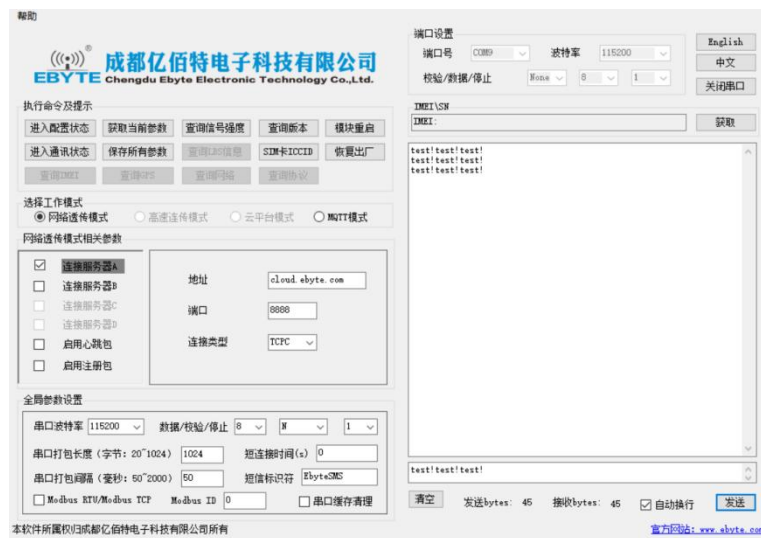 帮助
EBYTE
®
成都亿佰特电子科技有限公司
Chengdu Ebyte Electronic Technology Co.,Ltd.
执行命令及提示
进入配置状态 获取当前参数 查询信号强度 查询版本 模块重启
进入通讯状态 保存所有参数 查询LBS信息 SIM卡ICCID 恢复出厂
查询IMEI 查询GPS 查询网络 查询协议
选择工作模式
网络透传模式 高速连传模式 云平台模式 MQTT模式
网络透传模式相关参数
连接服务器A
连接服务器B
连接服务器C
连接服务器D
启用心跳包
启用注册包
地址 cloud.ebyte.com
端口 8888
连接类型 TCPC
全局参数设置
串口波特率 115200 数据/校验/停止 8 N 1
串口打包长度（字节：20~1024） 1024 短连接时间(s) 0
串口打包间隔（毫秒：50~2000） 50 短信标识符 EbyteSMS
Modbus RTU/Modbus TCP Modbus ID 0 串口缓存清理
本软件所属权归成都亿佰特电子科技有限公司所有
端口设置
端口号 COM9 波特率 115200
校验/数据/停止 None 8 1
English
中文
关闭串口
IMEI\SN
IMEI: 获取
test!test!test!
test!test!test!
test!test!test!
test!test!test!
清空 发送bytes: 45 接收bytes: 45 自动换行 发送
官方网站: www.ebyte.com